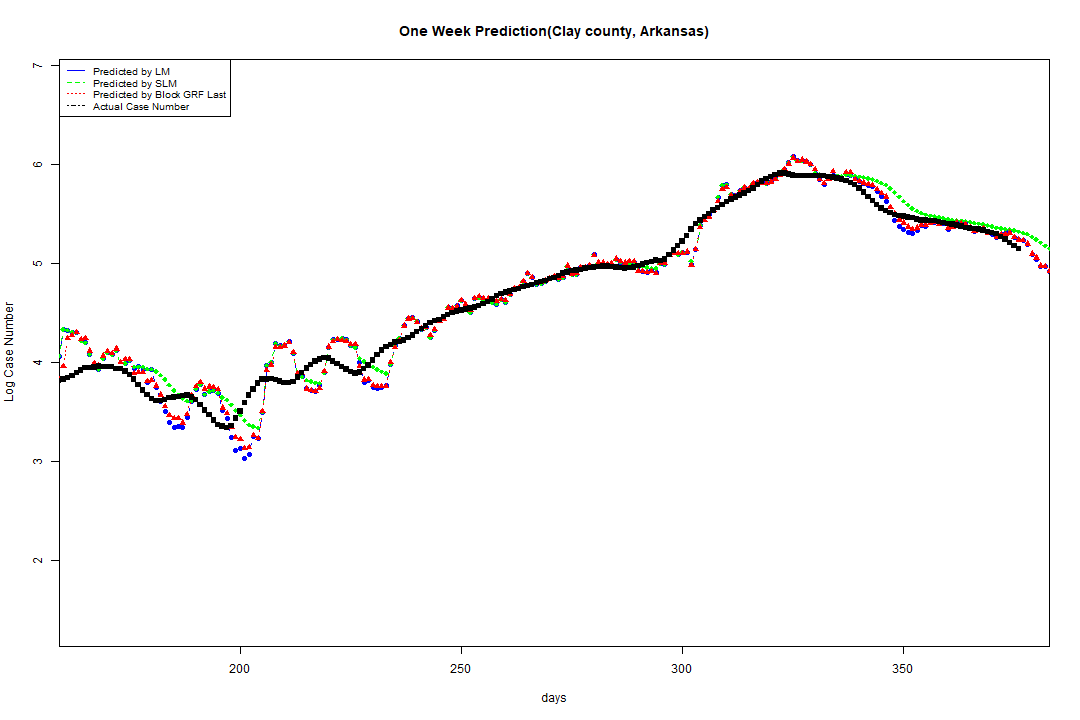 One Week Prediction(Clay county, Arkansas)
Predicted by LM
Predicted by SLM
Predicted by Block GRF Last
Actual Case Number
7
6
5
4
3
2
Log Case Number
200
250
300
350
days